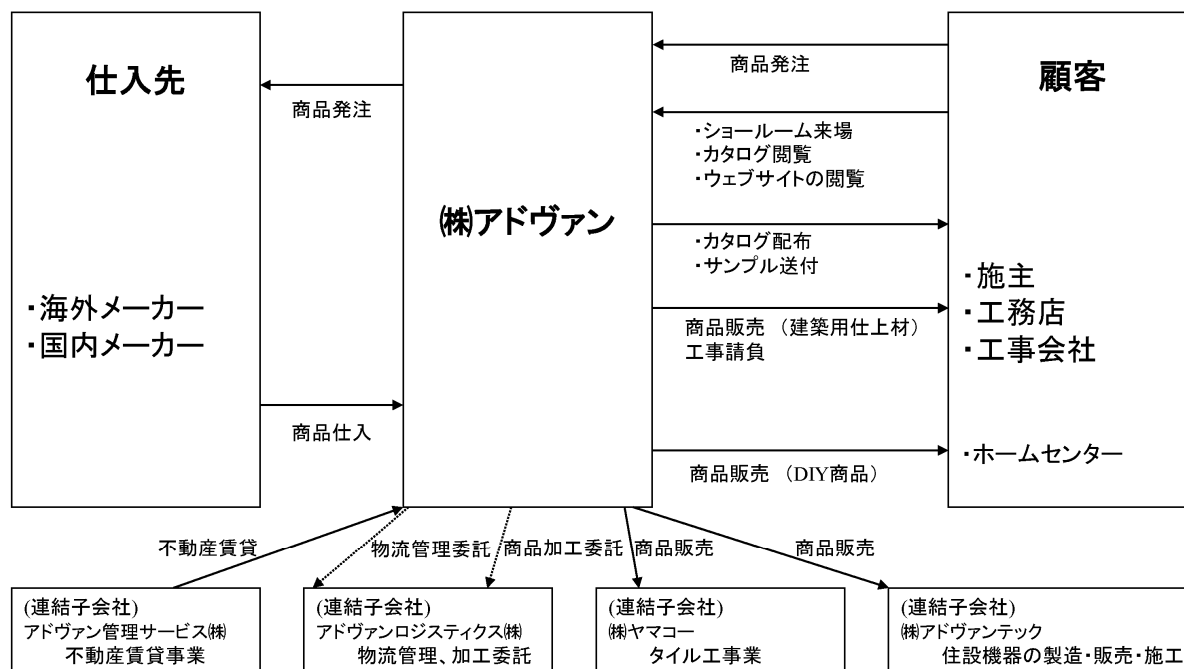 仕入先
・海外メーカー
・国内メーカー
商品発注
商品仕入
㈱アドヴァン
商品発注
・ショールーム来場
・カタログ閲覧
・ウェブサイトの閲覧
・カタログ配布
・サンプル送付
商品販売 （建築用仕上材）
工事請負
商品販売 （DIY商品）
顧客
・施主
・工務店
・工事会社
・ホームセンター
不動産賃貸
物流管理委託
商品加工委託
商品販売
商品販売
(連結子会社)
アドヴァン管理サービス㈱
不動産賃貸事業
(連結子会社)
アドヴァンロジスティクス㈱
物流管理、加工委託
(連結子会社)
㈱ヤマコー
タイル工事業
(連結子会社)
㈱アドヴァンテック
住設機器の製造・販売・施工